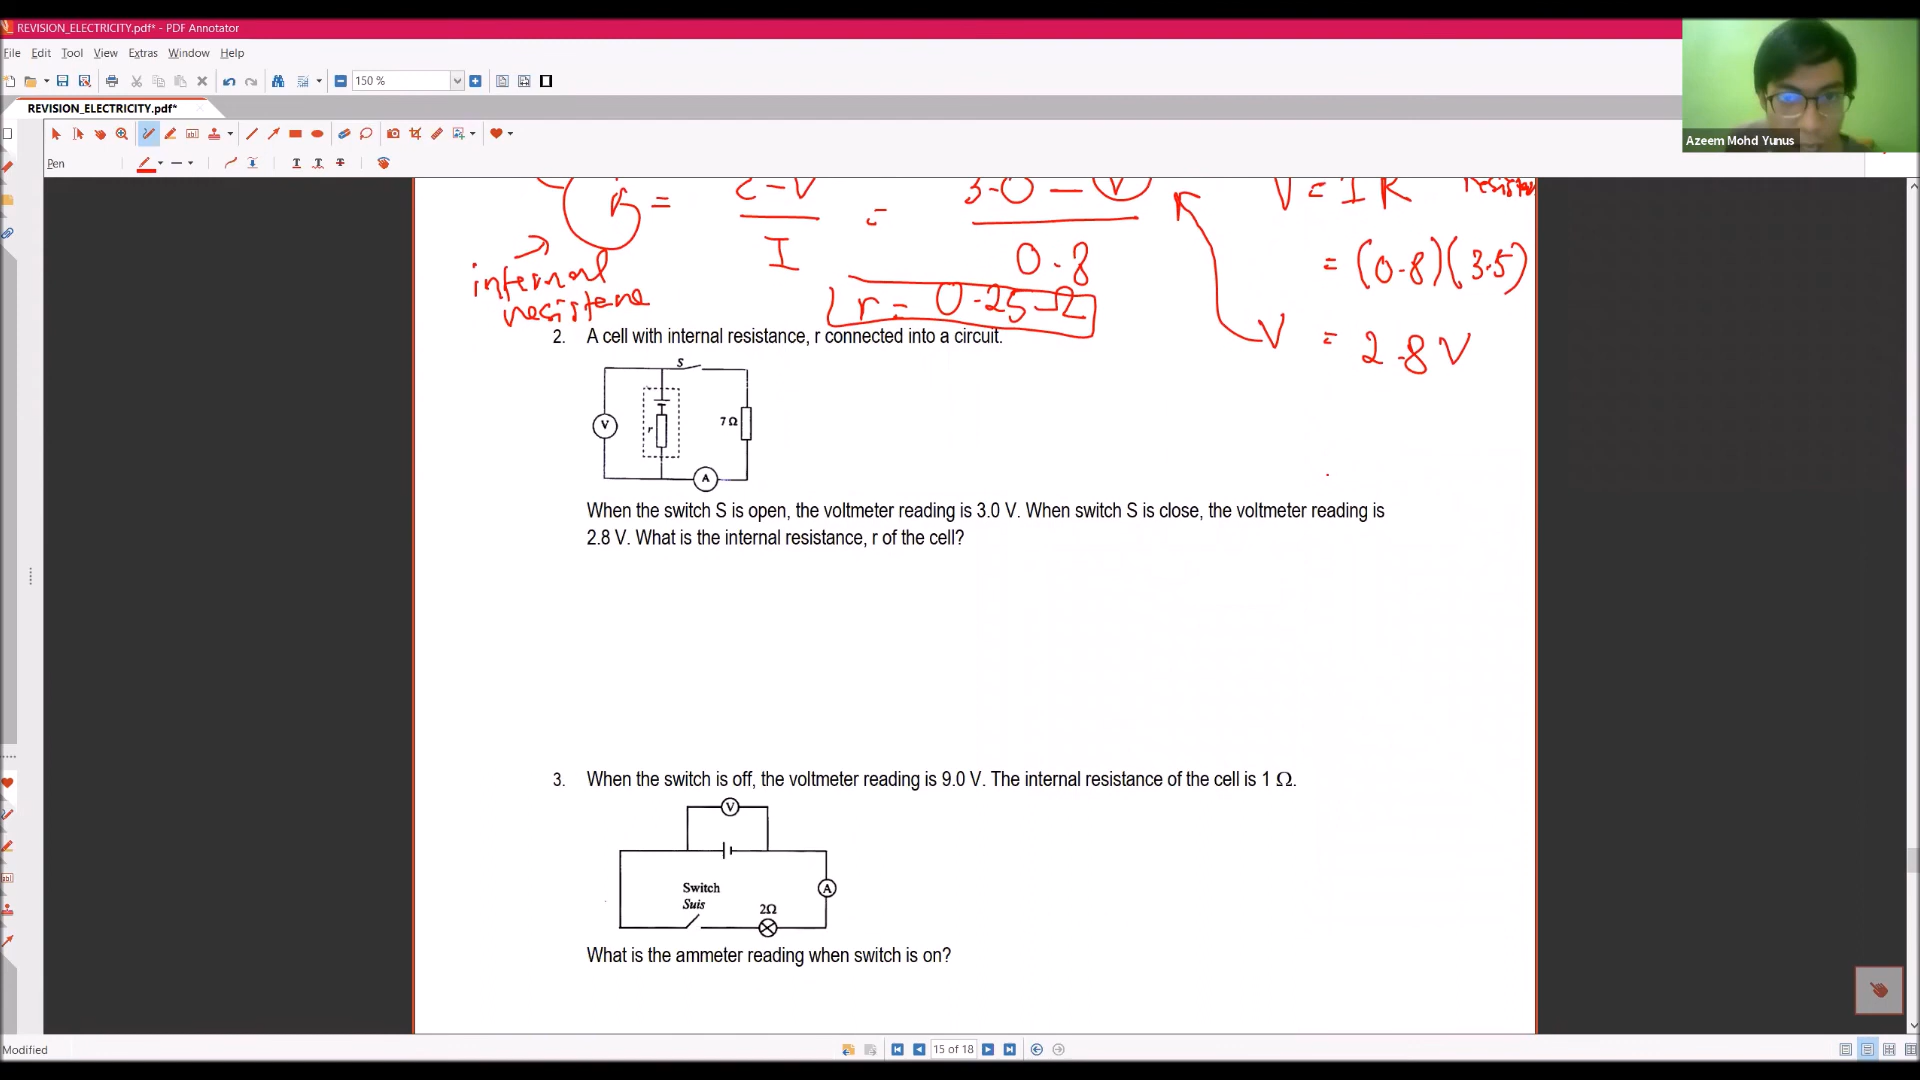 REVISION_ELECTRICITY.pdf* - PDF Annotator
File Edit Tool View Extras Window Help
150 %
REVISION_ELECTRICITY.pdf*
Azeem Mohd Yunus
Pen
= ε - V = 3.0 - V V = I R
I 0.8
internal = (0.8)(3.5)
r = 0.25 Ω
2. A cell with internal resistance, r connected into a circuit.
V = 2.8 V
S
V
r
7 Ω
A
When the switch S is open, the voltmeter reading is 3.0 V. When switch S is close, the voltmeter reading is
2.8 V. What is the internal resistance, r of the cell?
3. When the switch is off, the voltmeter reading is 9.0 V. The internal resistance of the cell is 1 Ω.
V
Switch
Suis
A
2Ω
What is the ammeter reading when switch is on?
Modified
15 of 18